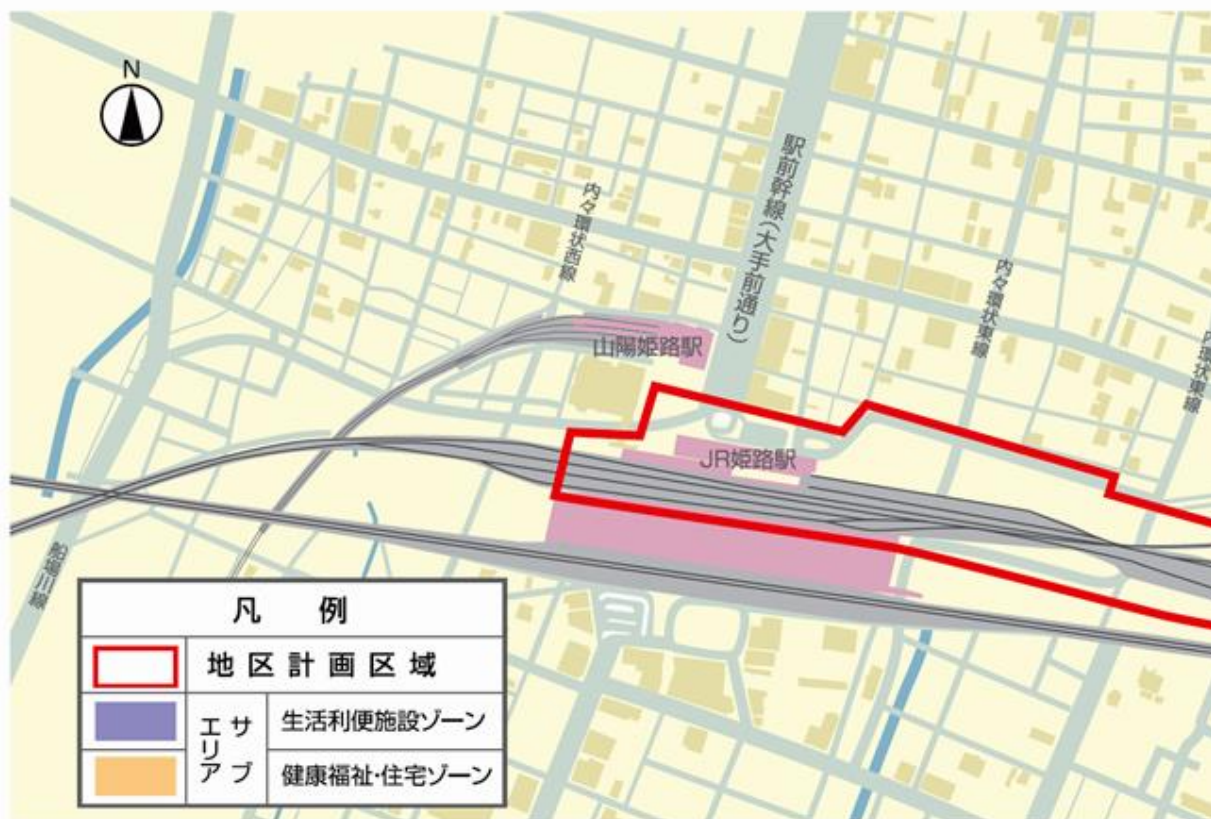 N
駅前幹線(大手前通り)
内々環状西線
内々環状東線
内環状東線
山陽姫路駅
JR姫路駅
船場川線
凡 例
地区計画区域
サブエリア
生活利便施設ゾーン
健康福祉・住宅ゾーン